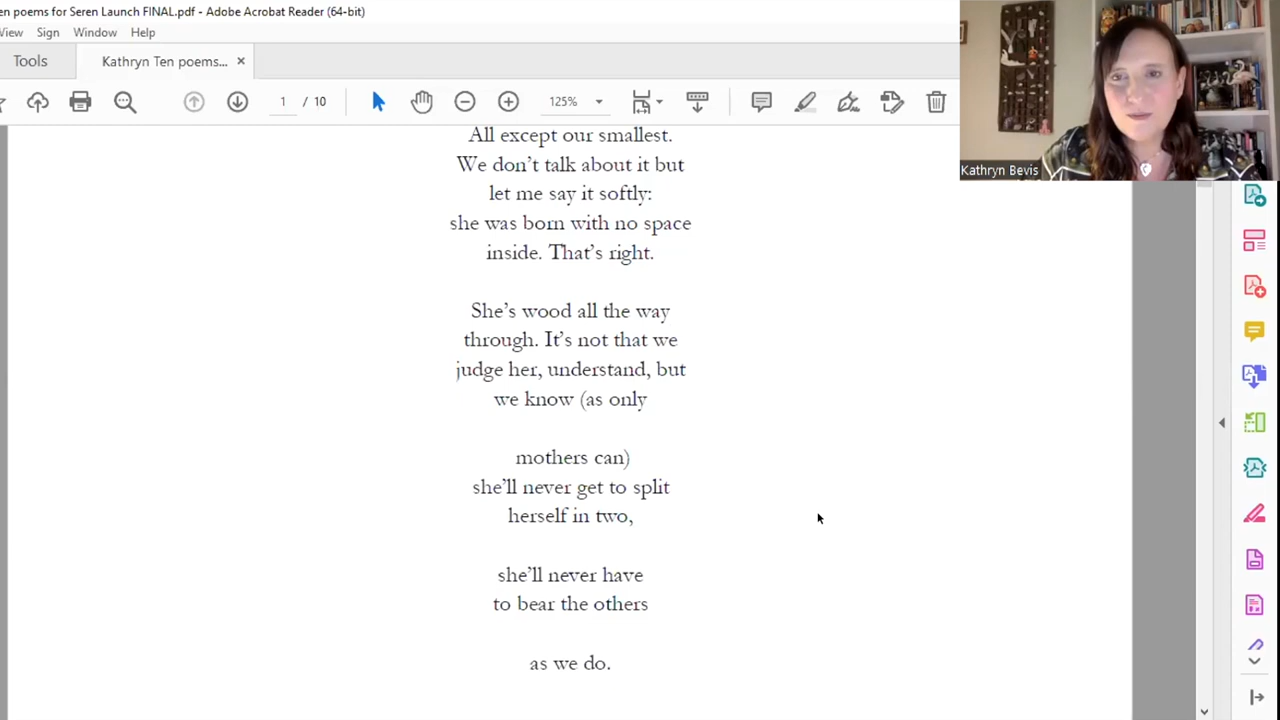 en poems for Seren Launch FINAL.pdf - Adobe Acrobat Reader (64-bit)
View Sign Window Help
Tools
Kathryn Ten poems... ×
1 / 10
125%
Kathryn Bevis
All except our smallest.
We don't talk about it but
let me say it softly:
she was born with no space
inside. That's right.
She's wood all the way
through. It's not that we
judge her, understand, but
we know (as only
mothers can)
she'll never get to split
herself in two,
she'll never have
to bear the others
as we do.